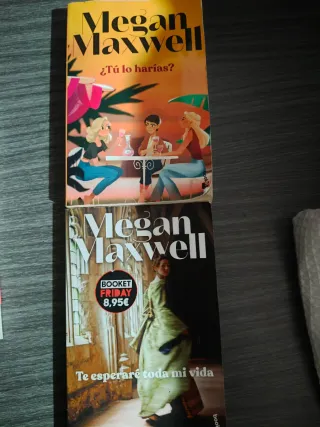 Megan
Maxwell
¿Tú lo harías?
Megan
Maxwell
BOOKET
FRIDAY
8,95€
Te esperaré toda mi vida